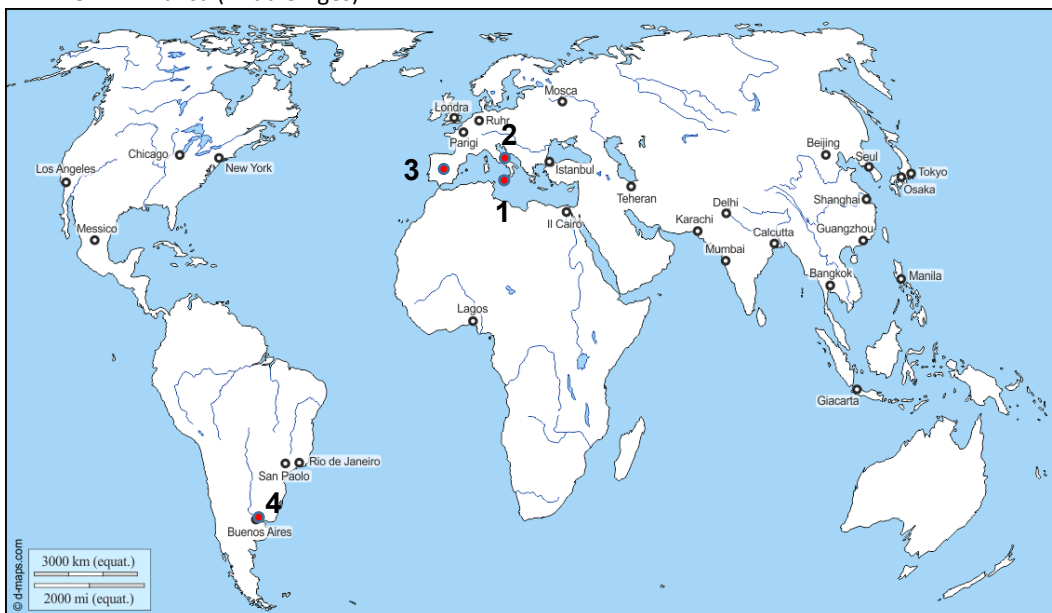 Mosca
Londra
Ruhr
2
Parigi
Chicago
New York
3
Istanbul
Beijing
Seul
Tokyo
Osaka
Los Angeles
Teheran
1
Shanghai
Delhi
Il Cairo
Karachi
Messico
Calcutta
Guangzhou
Mumbai
Bangkok
Manila
Lagos
Giacarta
Rio de Janeiro
San Paolo
4
Buenos Aires
3000 km (equat.)
2000 mi (equat.)
© d-maps.com